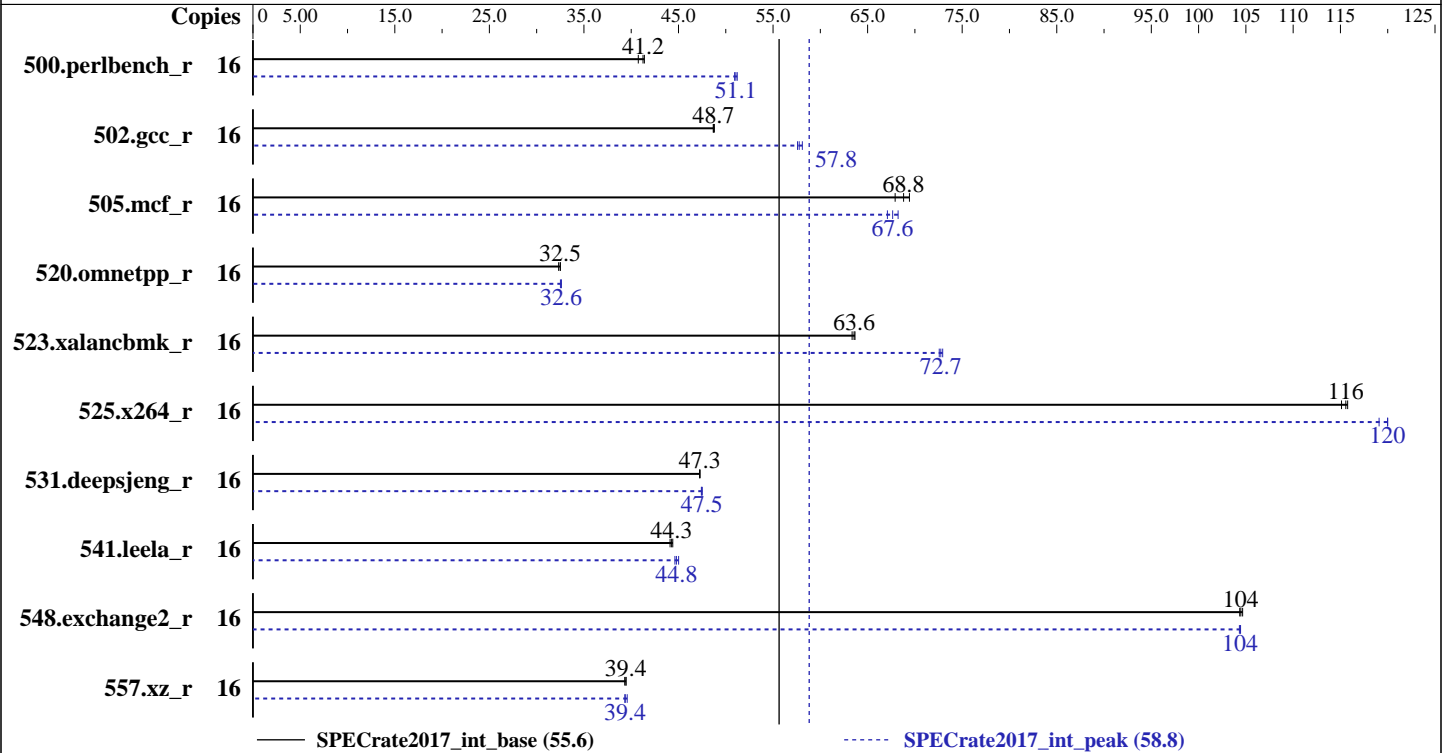 Copies 0 5.00 15.0 25.0 35.0 45.0 55.0 65.0 75.0 85.0 95.0 100 105 110 115 125
41.2
500.perlbench_r 16
51.1
48.7
502.gcc_r 16
57.8
68.8
505.mcf_r 16
67.6
32.5
520.omnetpp_r 16
32.6
63.6
523.xalancbmk_r 16
72.7
116
525.x264_r 16
120
47.3
531.deepsjeng_r 16
47.5
44.3
541.leela_r 16
44.8
104
548.exchange2_r 16
104
39.4
557.xz_r 16
39.4
SPECrate2017_int_base (55.6) SPECrate2017_int_peak (58.8)